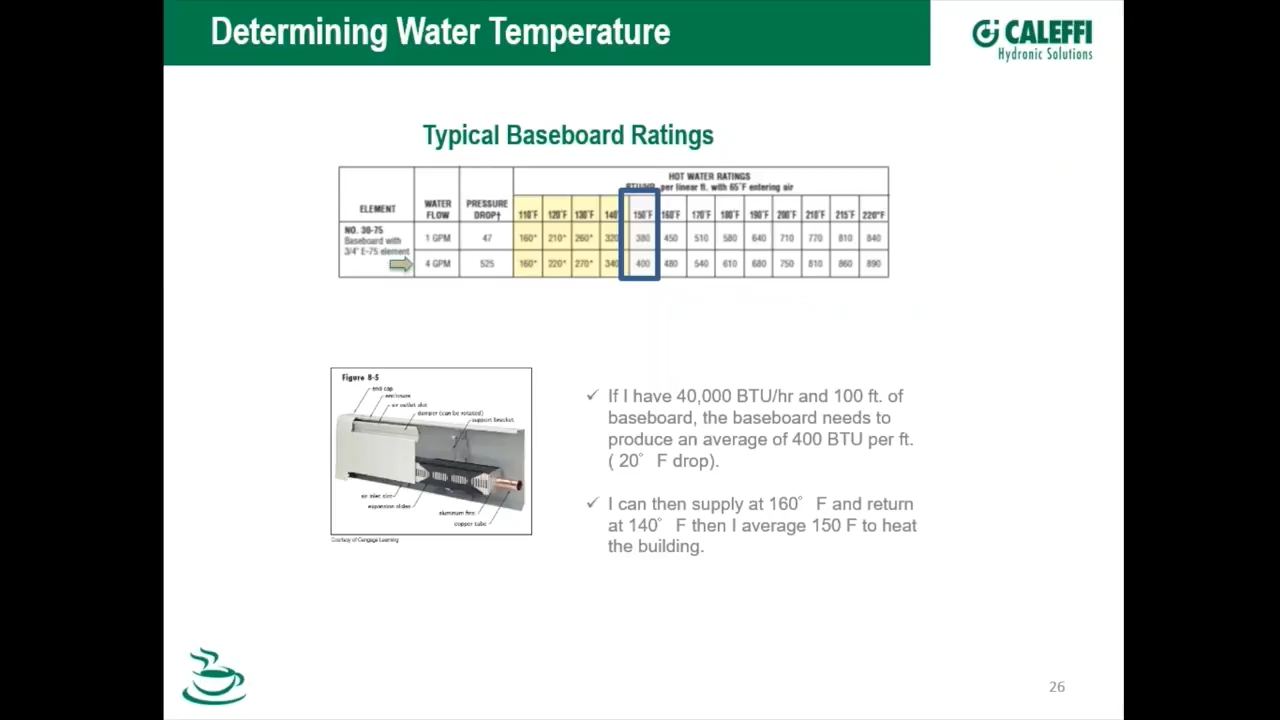 Determining Water Temperature
CALEFFI
Hydronic Solutions
Typical Baseboard Ratings
HOT WATER RATINGS
BTU/HR. per linear ft. with 65°F entering air
ELEMENT WATER FLOW PRESSURE DROP† 110°F 120°F 130°F 140° 150°F 160°F 170°F 180°F 190°F 200°F 210°F 215°F 220°F
NO. 30-75
Baseboard with
3/4" E-75 element
1 GPM 47 160* 210* 260* 320 380 450 510 580 640 710 770 810 840
4 GPM 525 160* 220* 270* 340 400 480 540 610 680 750 810 860 890
Figure 8-5
end cap
enclosure
air outlet slot
damper (can be rotated)
support bracket
air inlet slot
expansion slides
aluminum fins
copper tube
Courtesy of Cengage Learning
✓ If I have 40,000 BTU/hr and 100 ft. of
baseboard, the baseboard needs to
produce an average of 400 BTU per ft.
( 20° F drop).
✓ I can then supply at 160° F and return
at 140° F then I average 150 F to heat
the building.
26